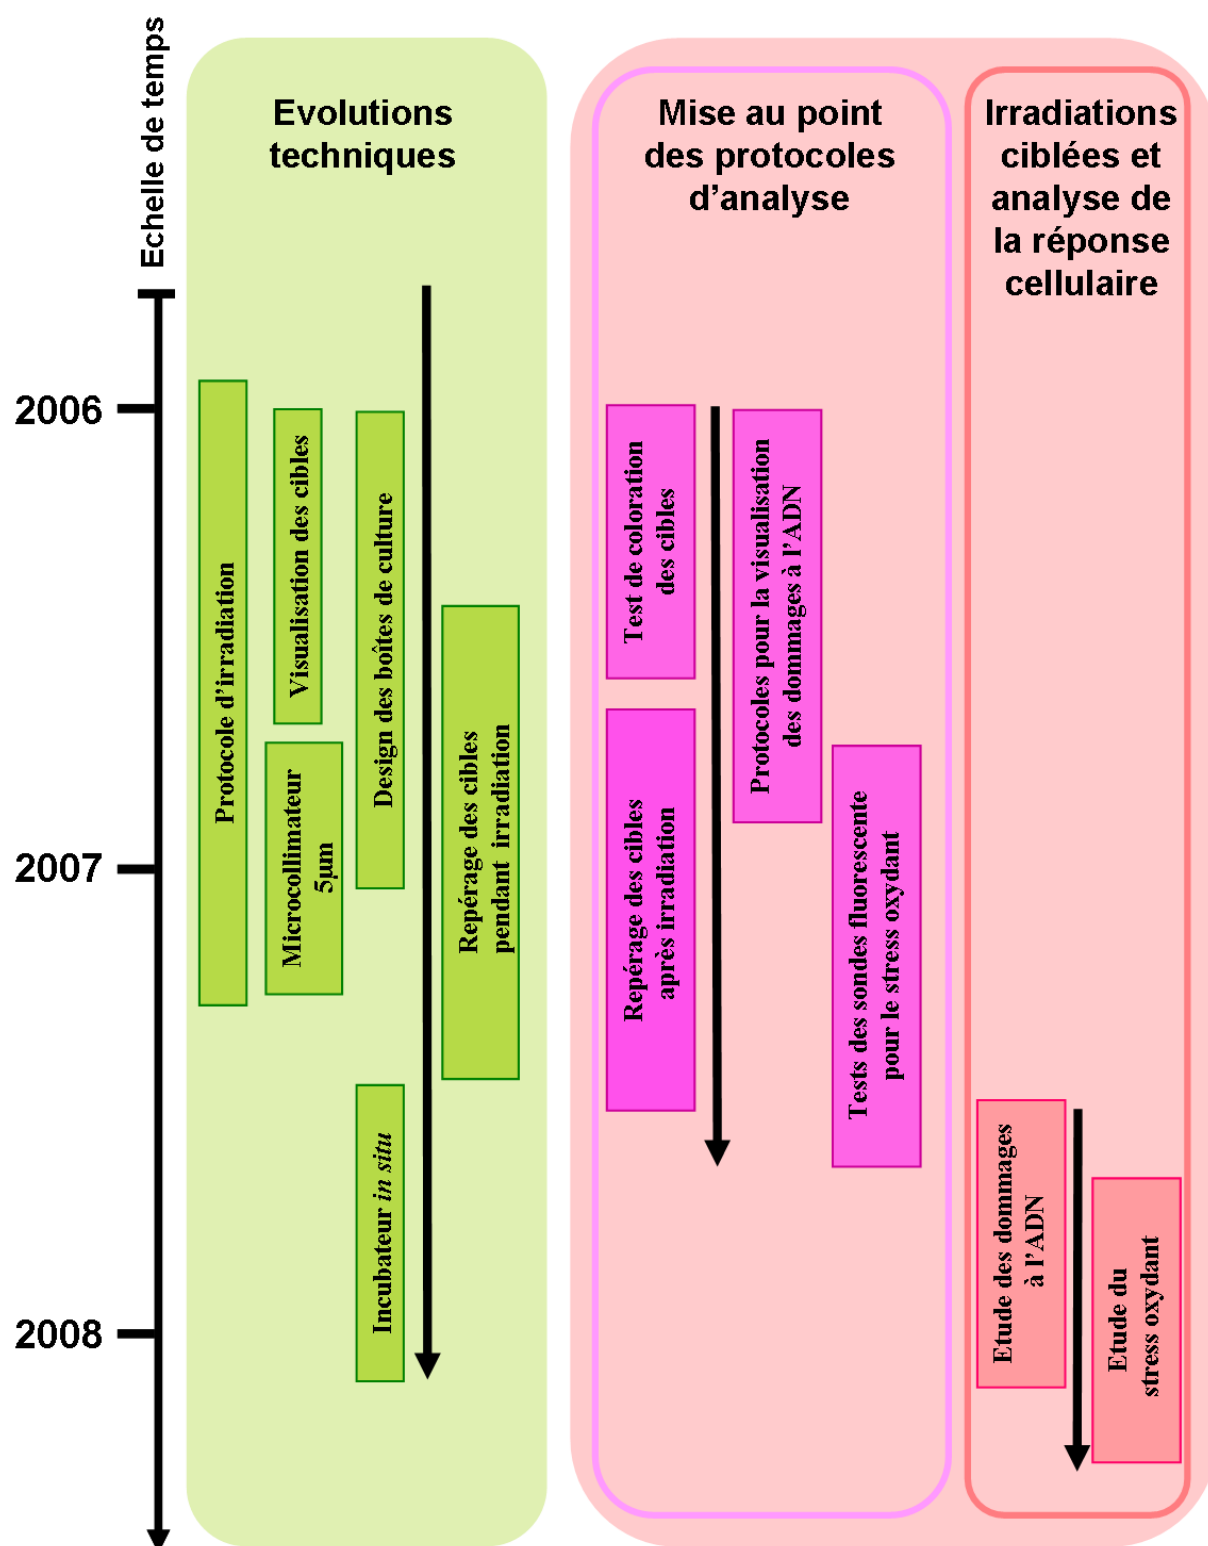 Echelle de temps
2006
2007
2008
Evolutions
techniques
Protocole d'irradiation
Visualisation des cibles
Microcollimateur
5µm
Design des boîtes de culture
Incubateur in situ
Repérage des cibles
pendant irradiation
Mise au point
des protocoles
d'analyse
Test de coloration
des cibles
Repérage des cibles
après irradiation
Protocoles pour la visualisation
des dommages à l'ADN
Tests des sondes fluorescente
pour le stress oxydant
Irradiations
ciblées et
analyse de
la réponse
cellulaire
Etude des dommages
à l'ADN
Etude du
stress oxydant